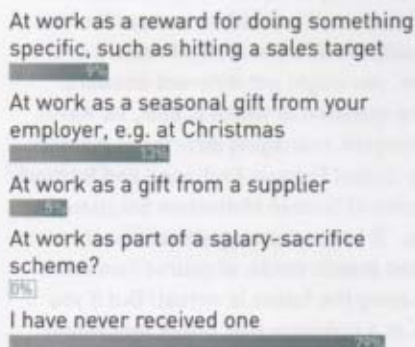 At work as a reward for doing something
specific, such as hitting a sales target
9%
At work as a seasonal gift from your
employer, e.g. at Christmas
13%
At work as a gift from a supplier
5%
At work as part of a salary-sacrifice
scheme?
0%
I have never received one
79%